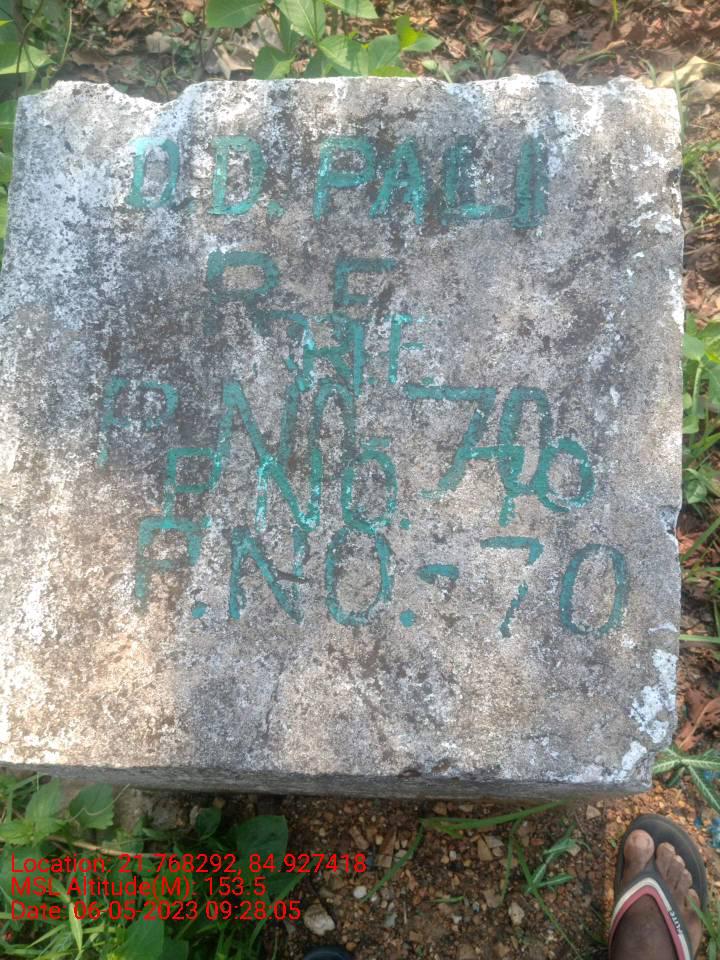 D.D. PALI
R.F.
R.F.
P.NO-70
P.NO.-70
P.NO.-70
Location: 21.768292, 84.927418
MSL Altitude(M): 153.5
Date: 06-05-2023 09:28:05